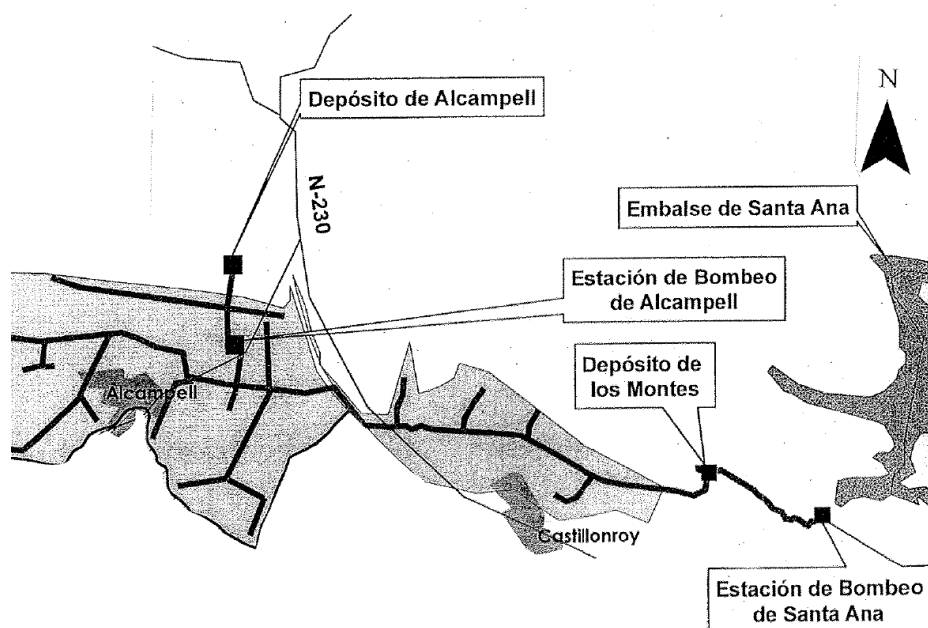 Depósito de Alcampell
N
N-230
Embalse de Santa Ana
Estación de Bombeo
de Alcampell
Depósito de
los Montes
Alcampell
Castillonroy
Estación de Bombeo
de Santa Ana